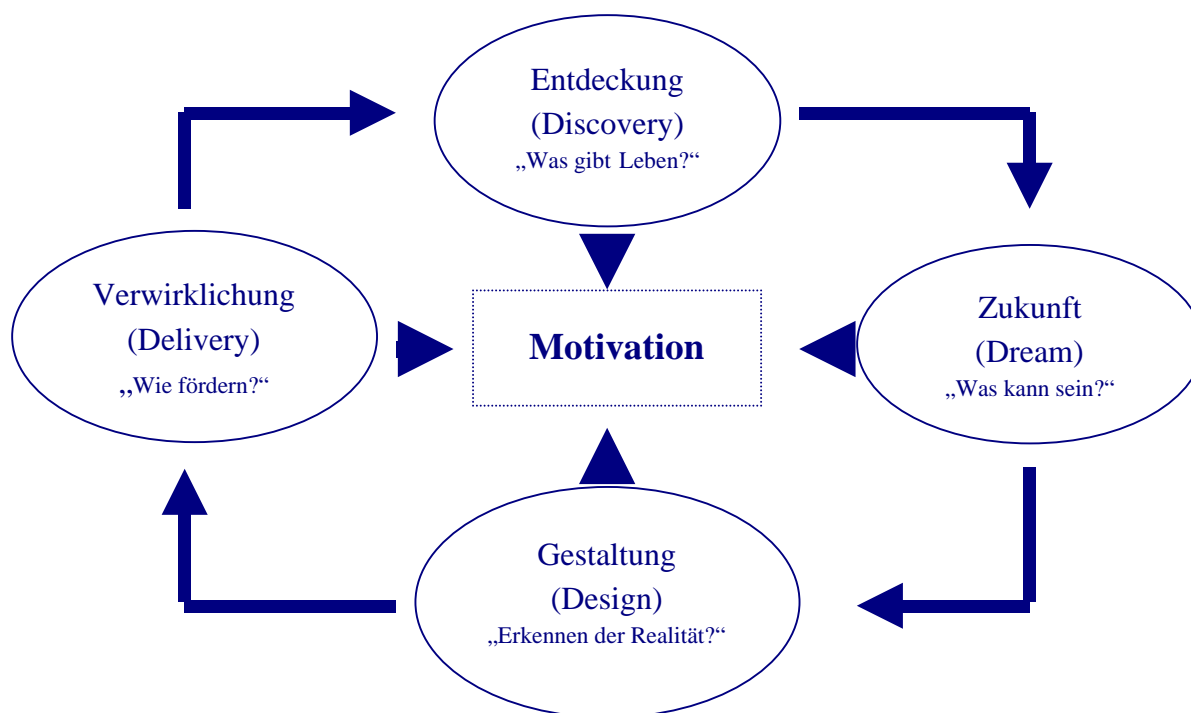 Entdeckung
(Discovery)
„Was gibt Leben?“
Verwirklichung
(Delivery)
„Wie fördern?“
Motivation
Zukunft
(Dream)
„Was kann sein?“
Gestaltung
(Design)
„Erkennen der Realität?“